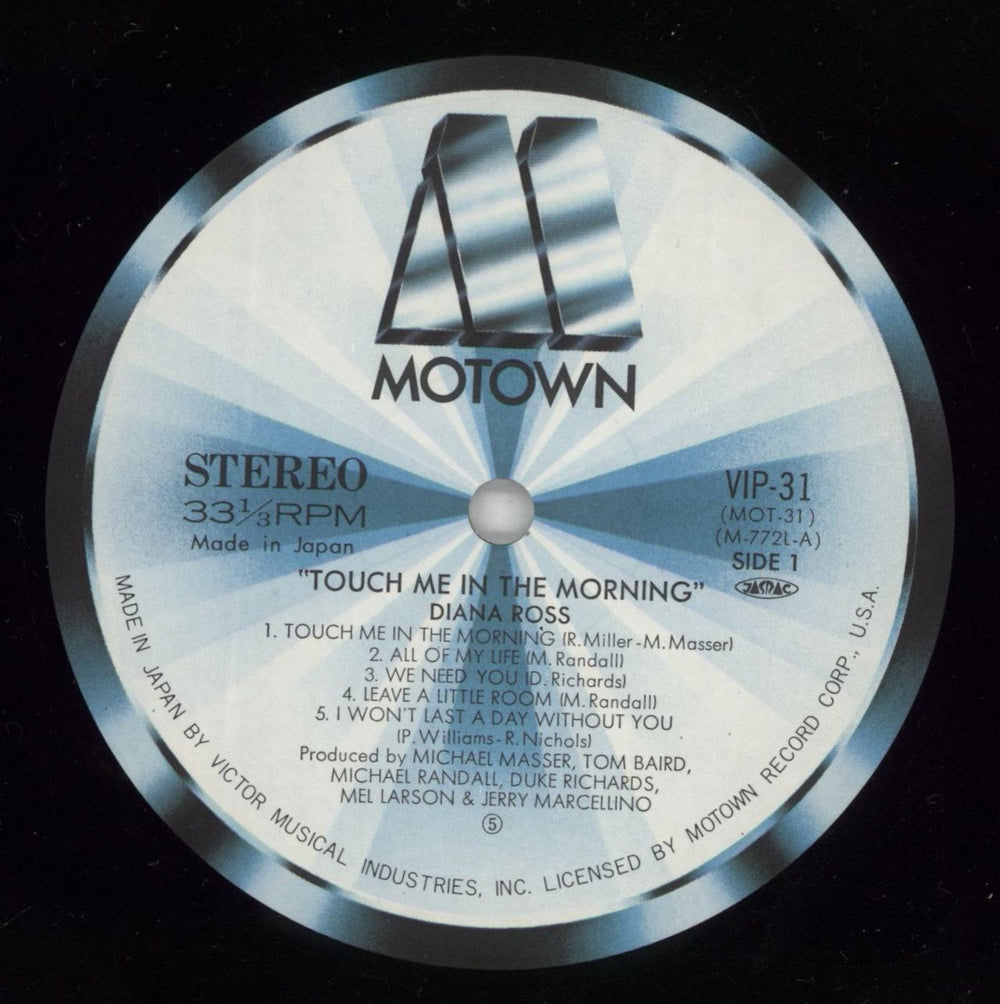 MOTOWN
STEREO
33⅓RPM
Made in Japan
VIP-31
(MOT-31)
(M-772L-A)
SIDE 1
JASRAC
"TOUCH ME IN THE MORNING"
DIANA ROSS
1. TOUCH ME IN THE MORNING (R.Miller-M.Masser)
2. ALL OF MY LIFE (M.Randall)
3. WE NEED YOU (D.Richards)
4. LEAVE A LITTLE ROOM (M.Randall)
5. I WON'T LAST A DAY WITHOUT YOU
(P.Williams-R.Nichols)
Produced by MICHAEL MASSER, TOM BAIRD,
MICHAEL RANDALL, DUKE RICHARDS,
MEL LARSON & JERRY MARCELLINO
⑤
MADE IN JAPAN BY VICTOR MUSICAL INDUSTRIES, INC. LICENSED BY MOTOWN RECORD CORP., U.S.A.